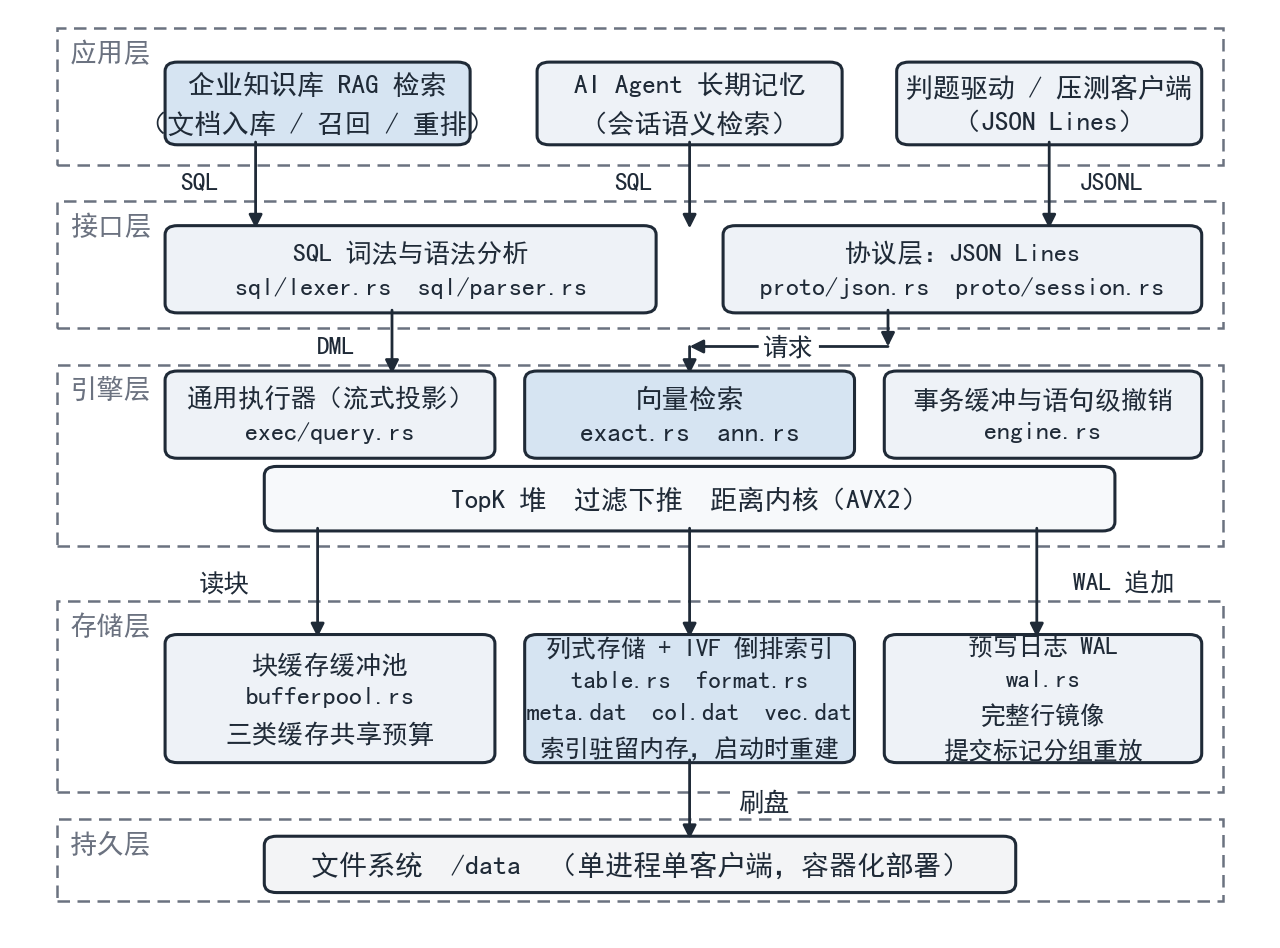 应用层
企业知识库 RAG 检索
（文档入库 / 召回 / 重排）
AI Agent 长期记忆
（会话语义检索）
判题驱动 / 压测客户端
（JSON Lines）
SQL
SQL
JSONL
接口层
SQL 词法与语法分析
sql/lexer.rs  sql/parser.rs
协议层：JSON Lines
proto/json.rs  proto/session.rs
DML
请求
引擎层
通用执行器（流式投影）
exec/query.rs
向量检索
exact.rs  ann.rs
事务缓冲与语句级撤销
engine.rs
TopK 堆  过滤下推  距离内核（AVX2）
读块
WAL 追加
存储层
块缓存缓冲池
bufferpool.rs
三类缓存共享预算
列式存储 + IVF 倒排索引
table.rs  format.rs
meta.dat  col.dat  vec.dat
索引驻留内存，启动时重建
预写日志 WAL
wal.rs
完整行镜像
提交标记分组重放
刷盘
持久层
文件系统  /data  （单进程单客户端，容器化部署）